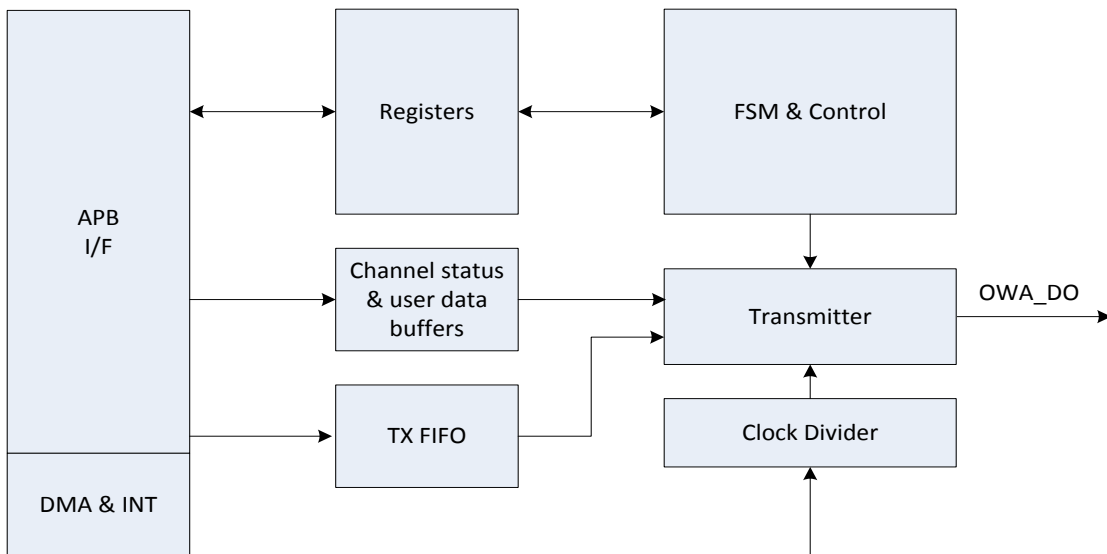 Registers
FSM & Control
APB
I/F
Channel status
& user data
buffers
Transmitter
OWA_DO
TX FIFO
Clock Divider
DMA & INT